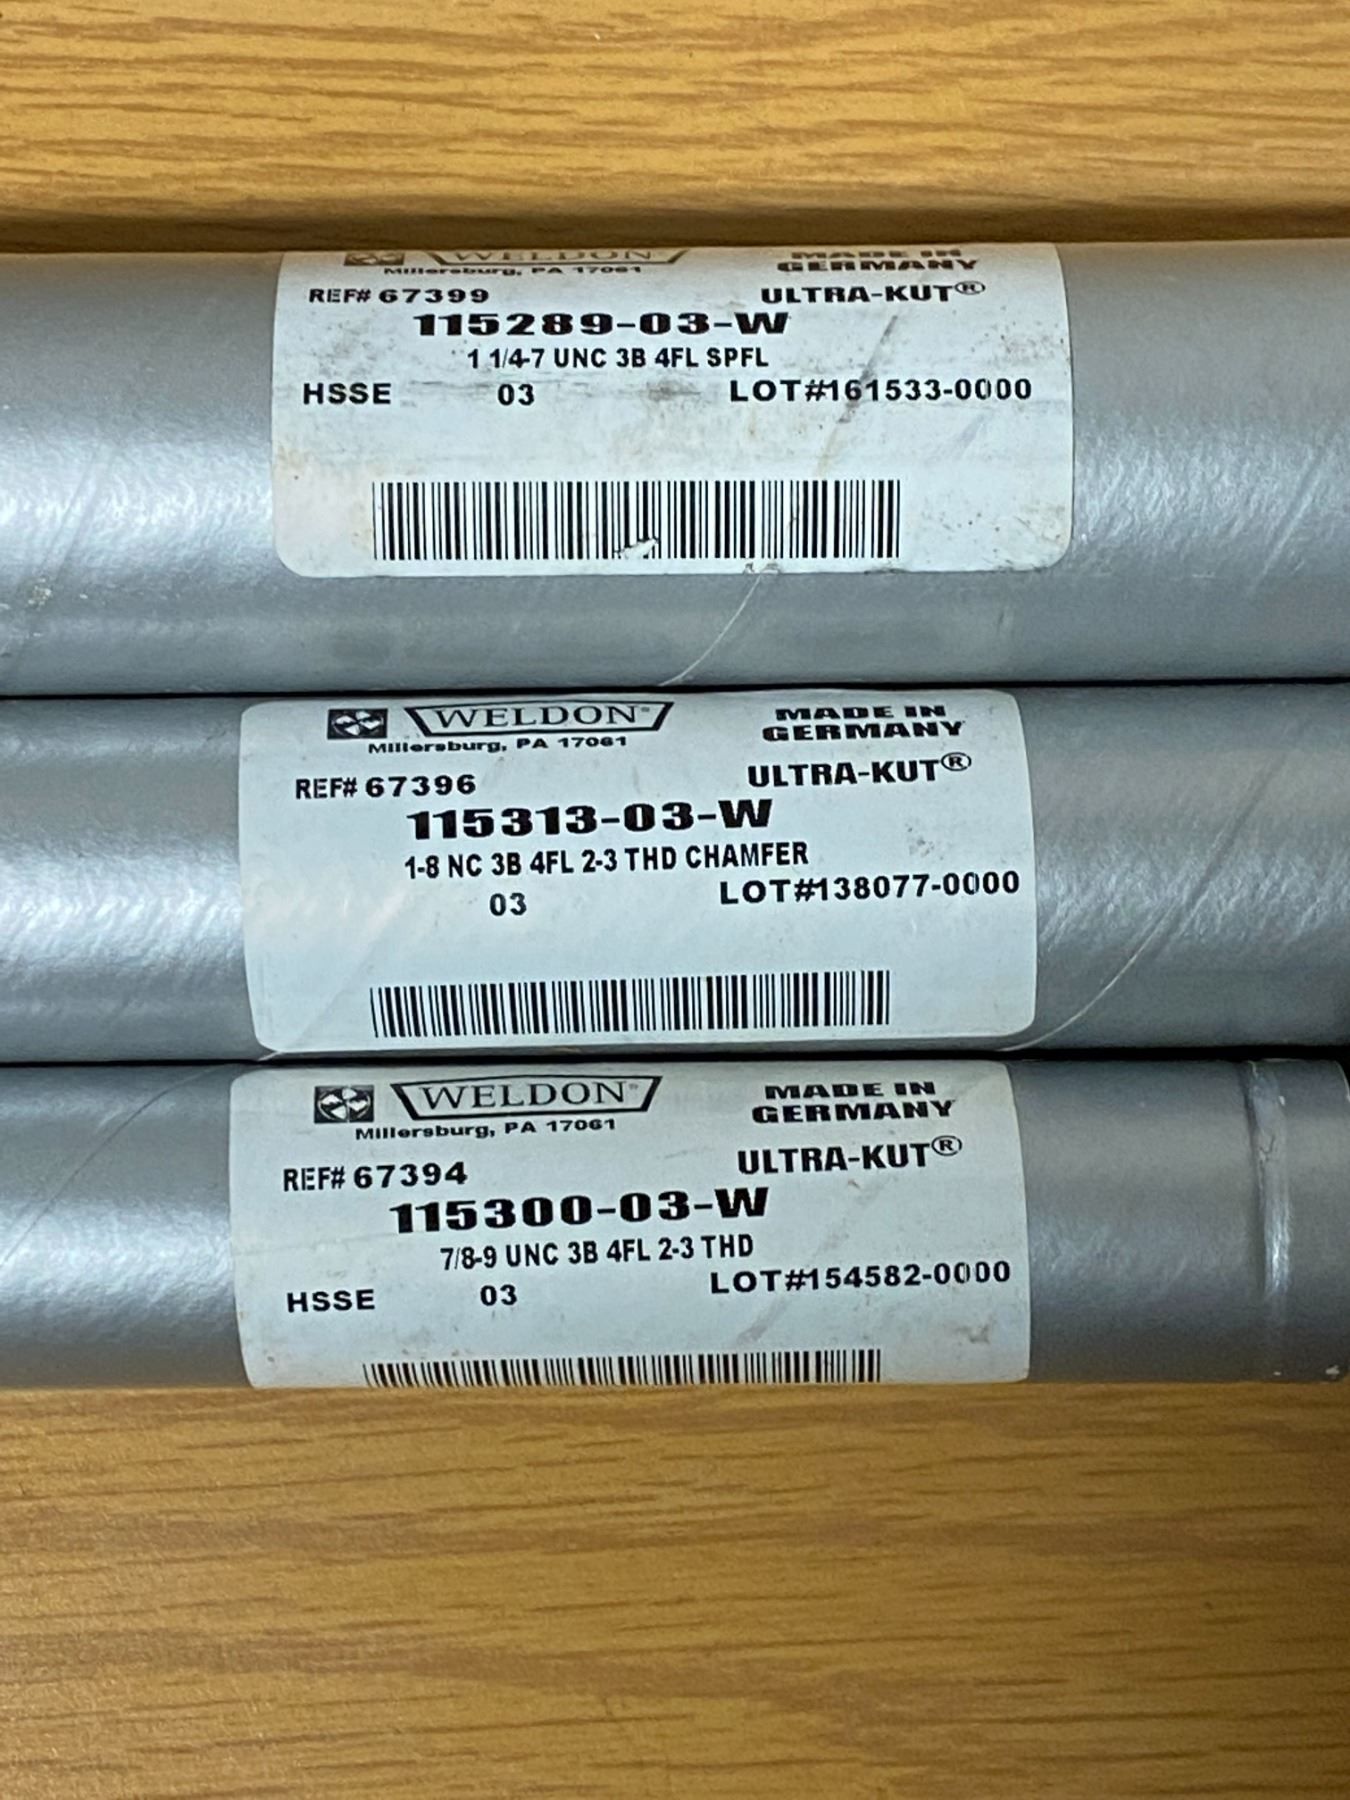 WELDON
MADE IN
Millersburg, PA 17061
GERMANY
REF# 67399
ULTRA-KUT®
115289-03-W
1 1/4-7 UNC 3B 4FL SPFL
HSSE 03 LOT#161533-0000
WELDON®
MADE IN
Millersburg, PA 17061
GERMANY
REF# 67396
ULTRA-KUT®
115313-03-W
1-8 NC 3B 4FL 2-3 THD CHAMFER
03 LOT#138077-0000
WELDON®
MADE IN
Millersburg, PA 17061
GERMANY
REF# 67394
ULTRA-KUT®
115300-03-W
7/8-9 UNC 3B 4FL 2-3 THD
HSSE 03 LOT#154582-0000